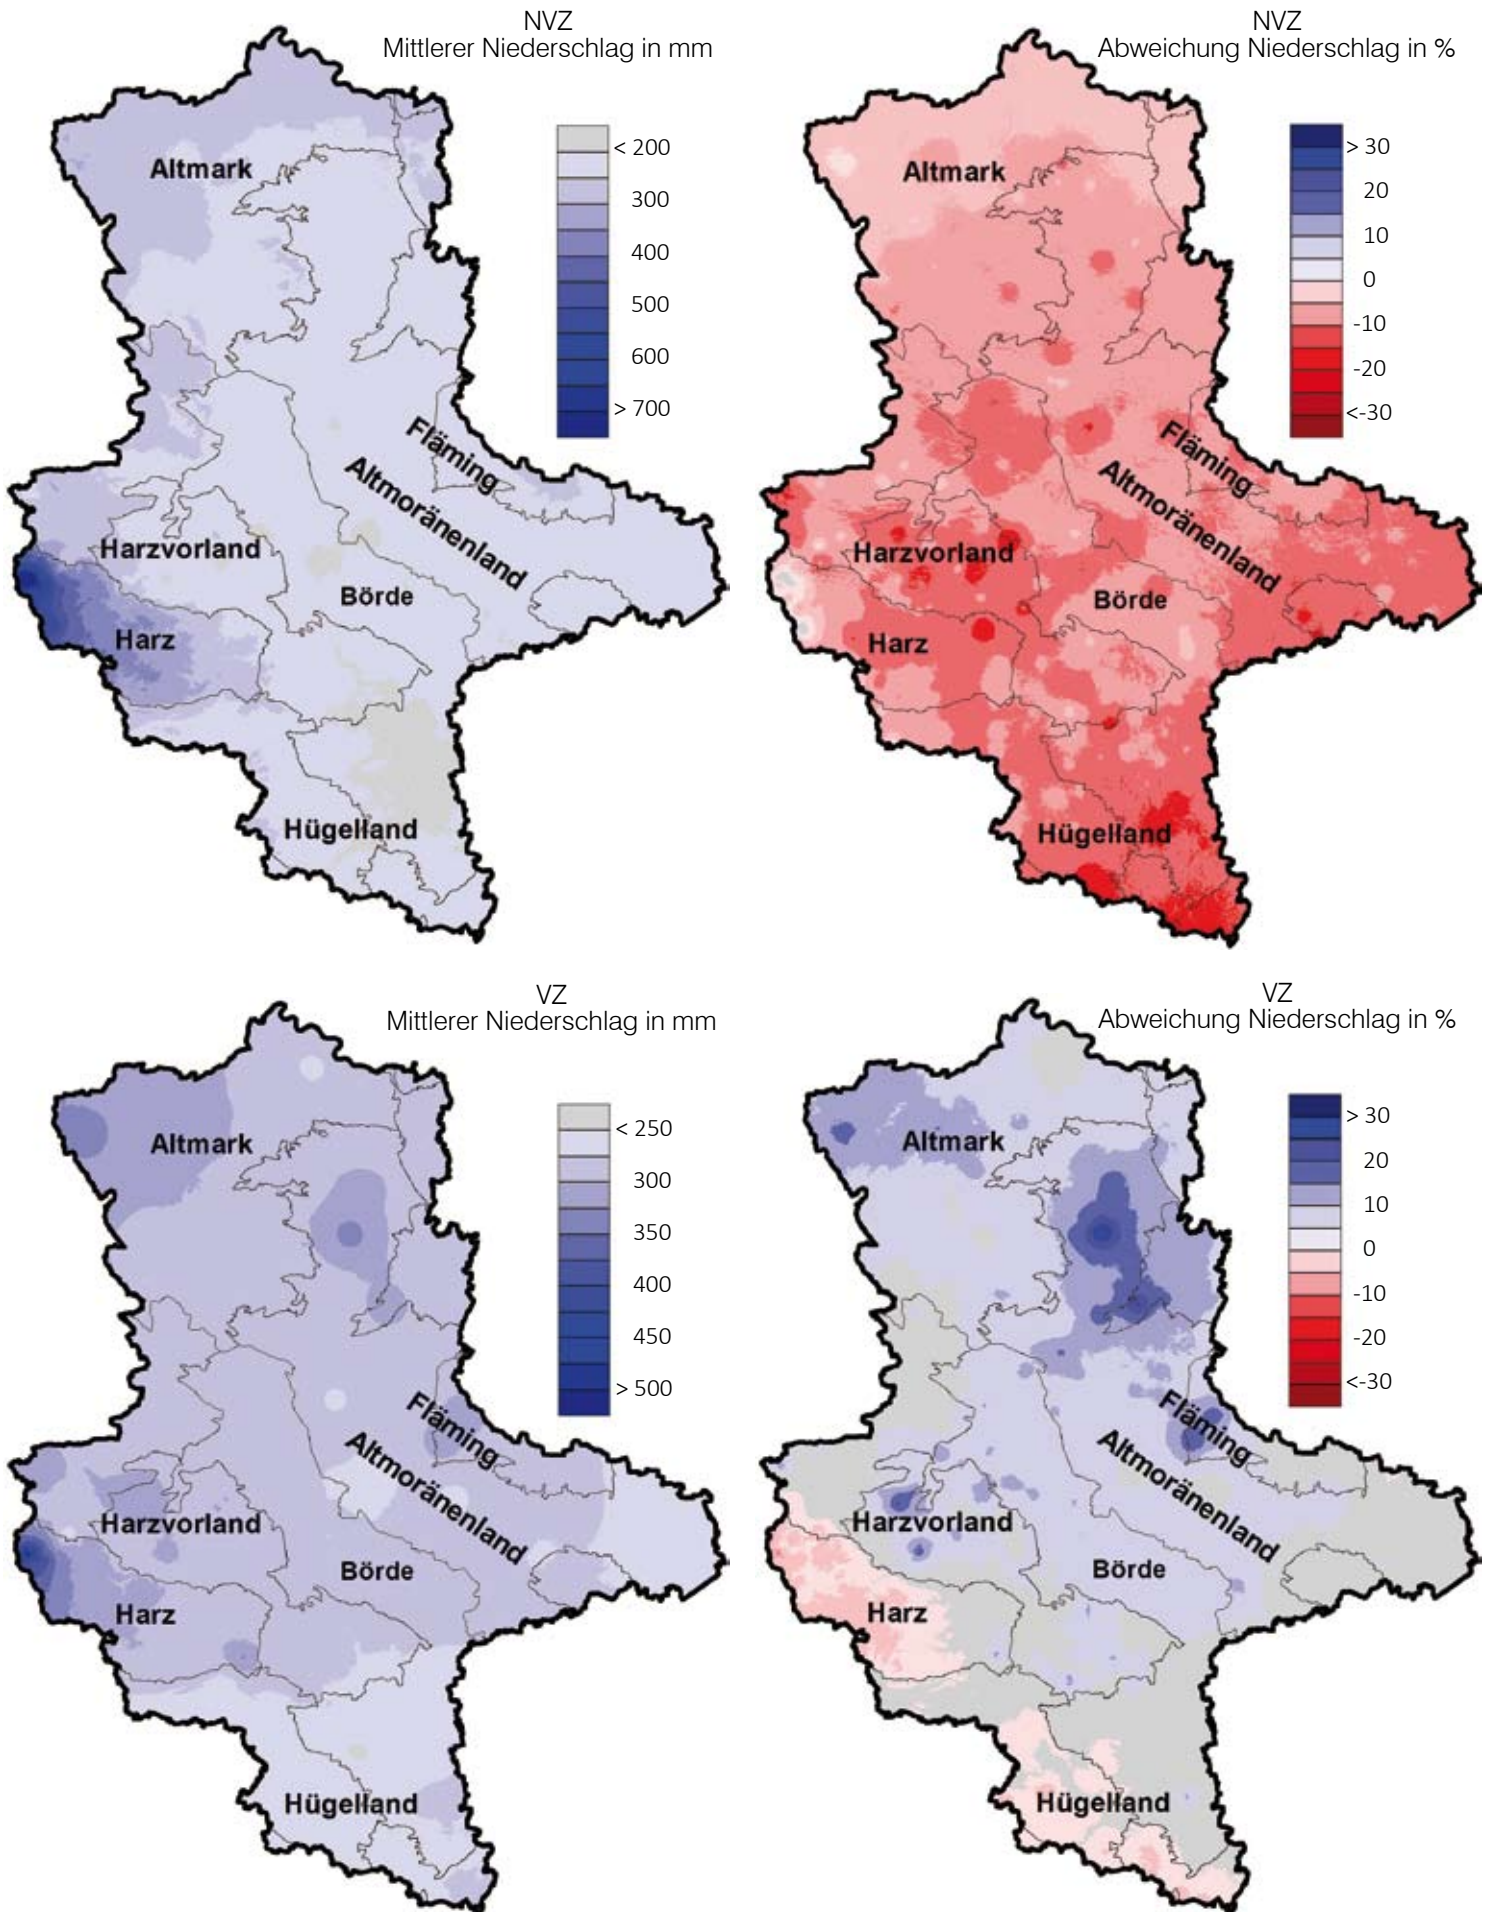 NVZ
Mittlerer Niederschlag in mm
< 200
300
400
500
600
> 700
Altmark
Fläming
Altmoränenland
Harzvorland
Börde
Harz
Hügelland
NVZ
Abweichung Niederschlag in %
> 30
20
10
0
-10
-20
<-30
Altmark
Fläming
Altmoränenland
Harzvorland
Börde
Harz
Hügelland
VZ
Mittlerer Niederschlag in mm
< 250
300
350
400
450
> 500
Altmark
Fläming
Altmoränenland
Harzvorland
Börde
Harz
Hügelland
VZ
Abweichung Niederschlag in %
> 30
20
10
0
-10
-20
<-30
Altmark
Fläming
Altmoränenland
Harzvorland
Börde
Harz
Hügelland